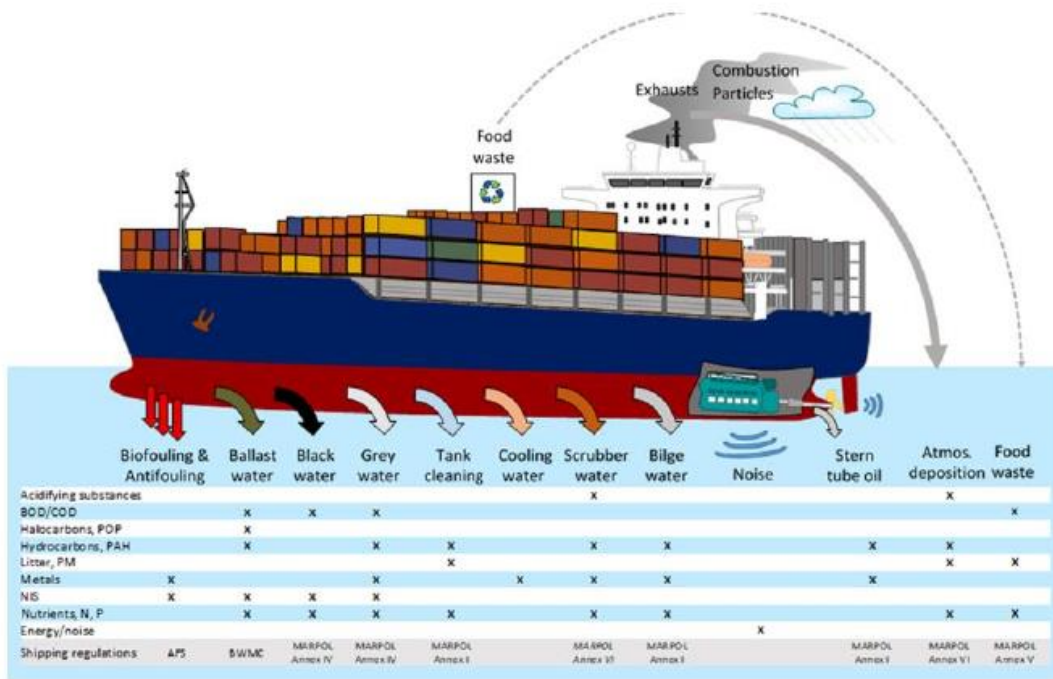 Combustion
Exhausts Particles
Food
waste
Biofouling & Ballast Black Grey Tank Cooling Scrubber Bilge Stern Atmos. Food
Antifouling water water water cleaning water water water Noise tube oil deposition waste
Acidifying substances x x
BOD/COD x x x x
Halocarbons, POP x
Hydrocarbons, PAH x x x x x x x
Litter, PM x x x
Metals x x x x x x
NIS x x x x
Nutrients, N, P x x x x x x x x
Energy/noise x
MARPOL MARPOL MARPOL MARPOL MARPOL MARPOL MARPOL MARPOL
Shipping regulations AFS BWMC
Annex IV Annex IV Annex Annex VI Annex Annex Annex VI Annex V